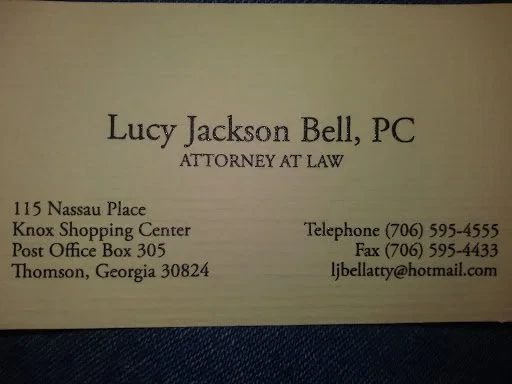 Lucy Jackson Bell, PC
ATTORNEY AT LAW
115 Nassau Place
Knox Shopping Center
Post Office Box 305
Thomson, Georgia 30824
Telephone (706) 595-4555
Fax (706) 595-4433
ljbellatty@hotmail.com